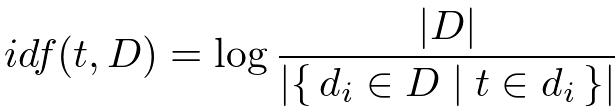 idf(t, D) = log |D| / |{ d_i ∈ D | t ∈ d_i }|